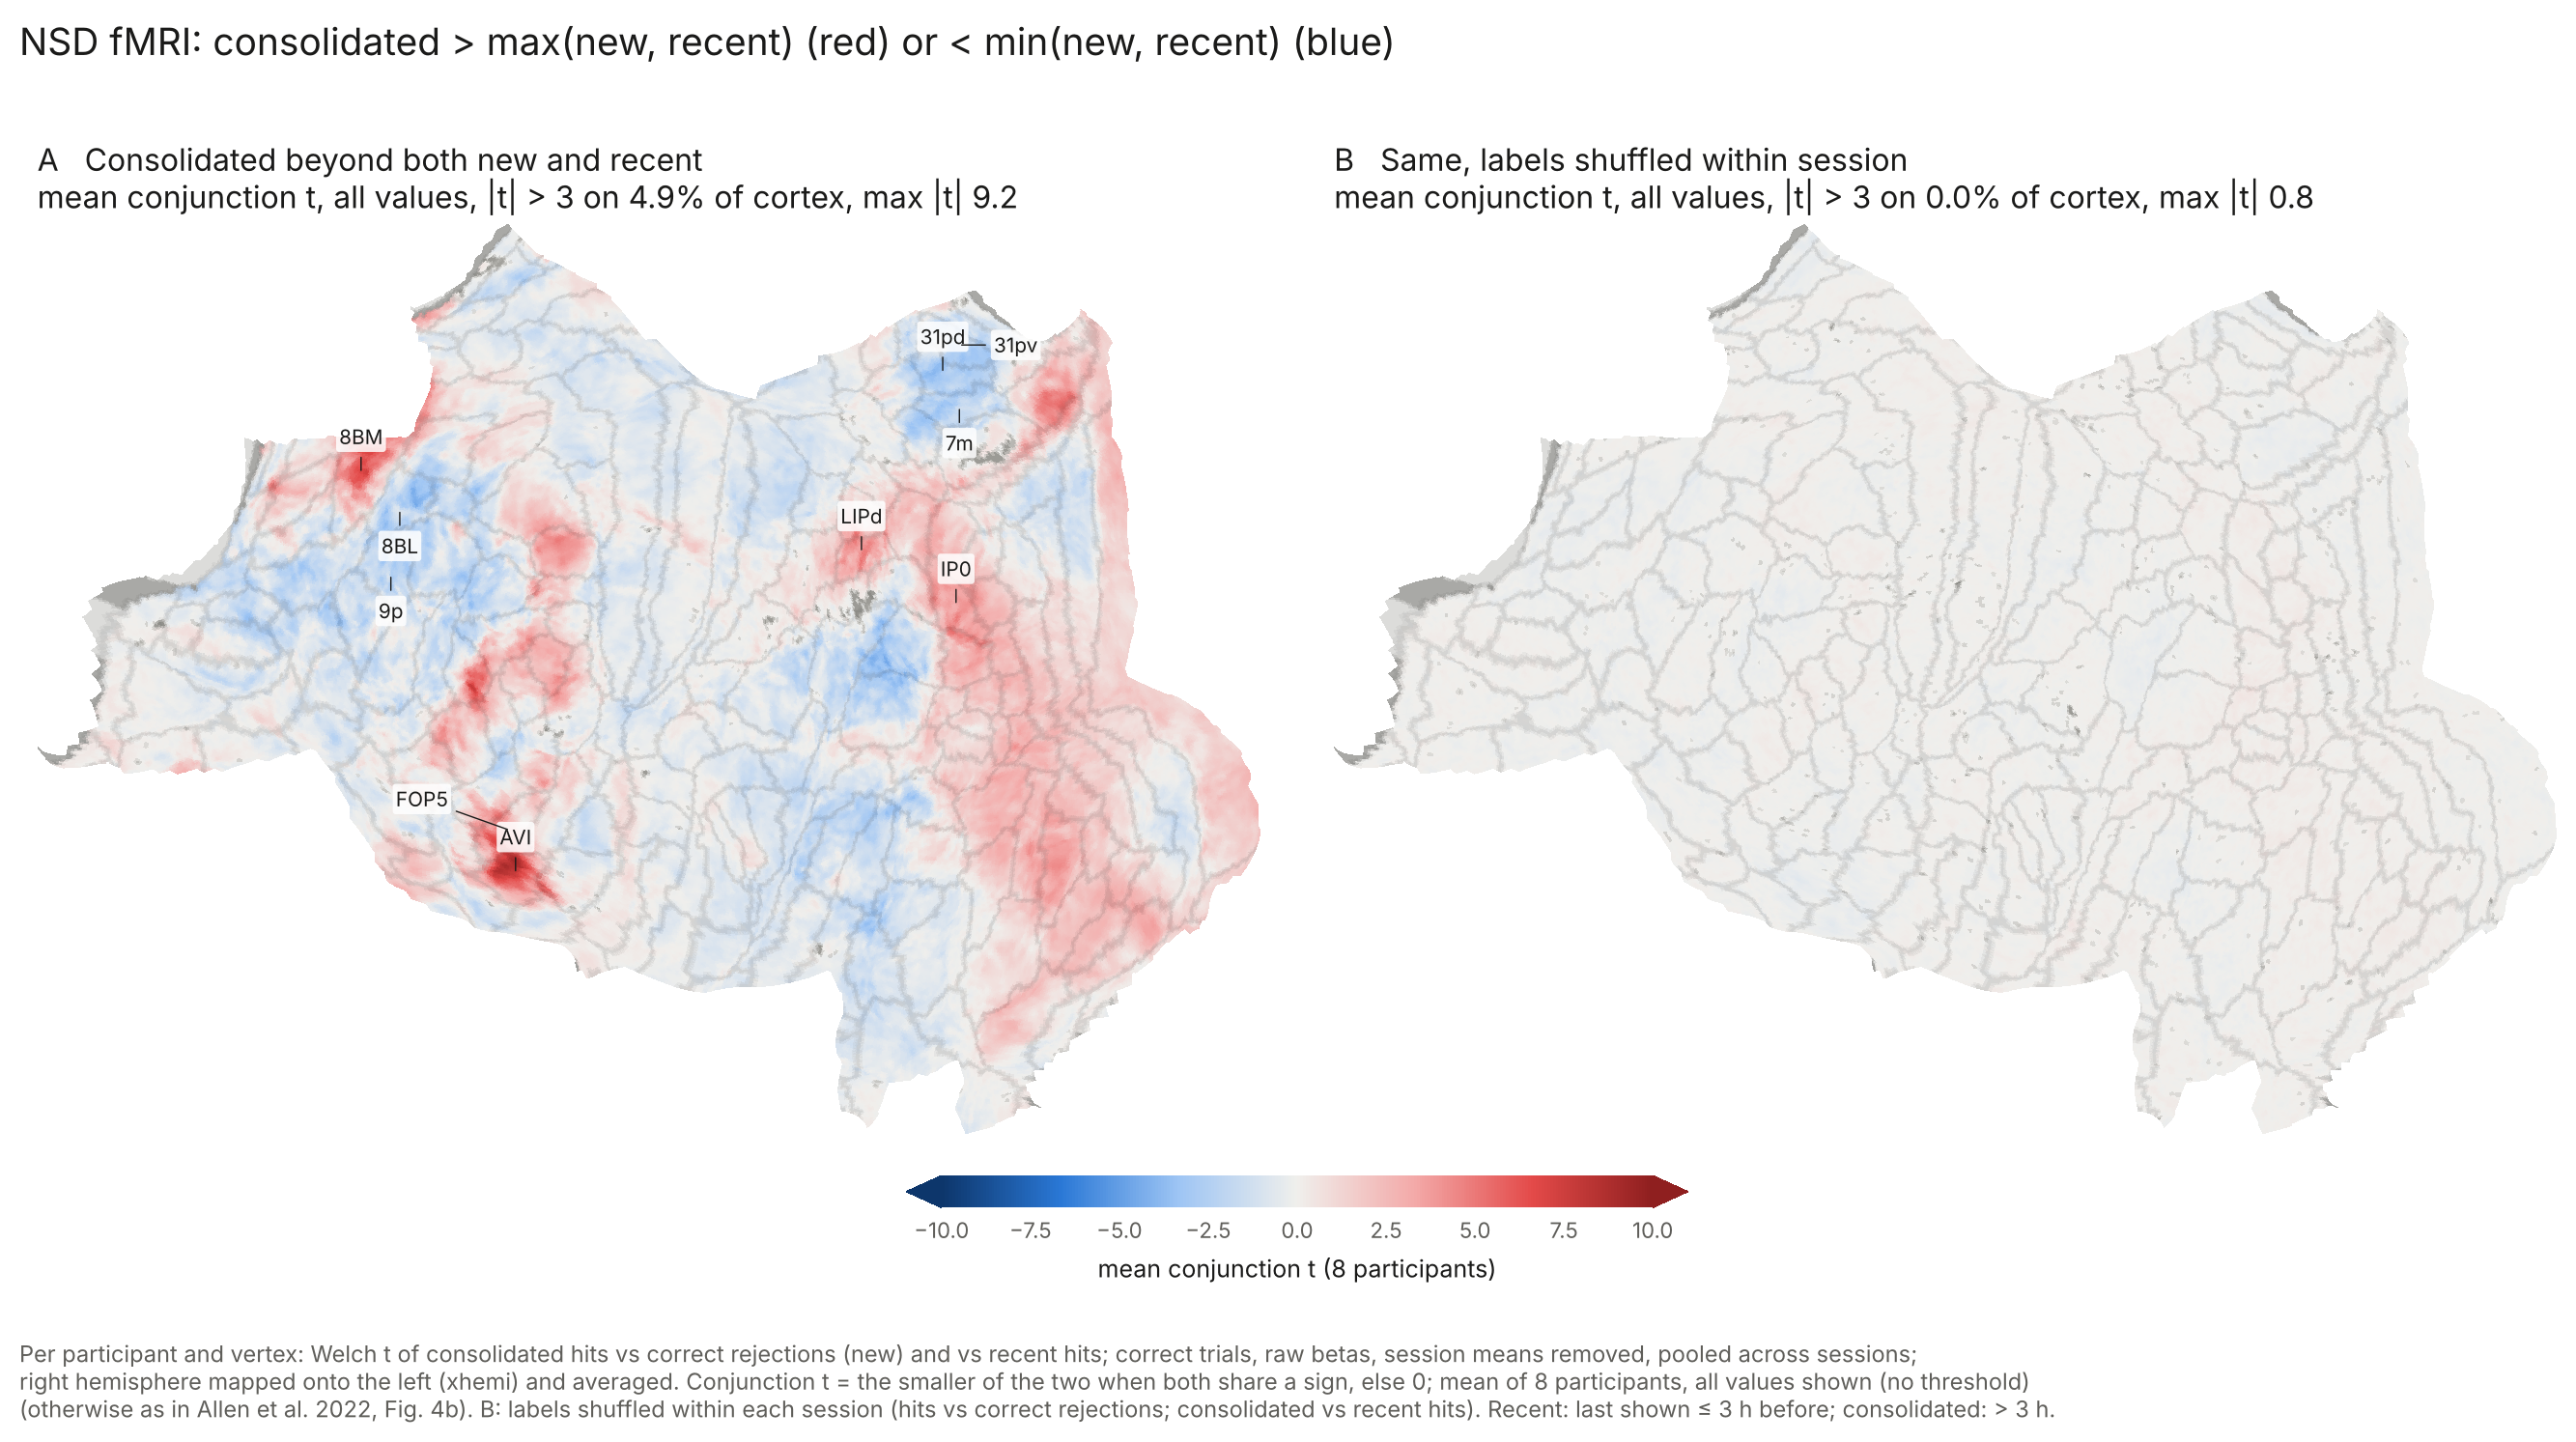 NSD fMRI: consolidated > max(new, recent) (red) or < min(new, recent) (blue)
A Consolidated beyond both new and recent
mean conjunction t, all values, |t| > 3 on 4.9% of cortex, max |t| 9.2
B Same, labels shuffled within session
mean conjunction t, all values, |t| > 3 on 0.0% of cortex, max |t| 0.8
31pd
31pv
8BM
7m
LIPd
8BL
IP0
9p
FOP5
AVI
−10.0 −7.5 −5.0 −2.5 0.0 2.5 5.0 7.5 10.0
mean conjunction t (8 participants)
Per participant and vertex: Welch t of consolidated hits vs correct rejections (new) and vs recent hits; correct trials, raw betas, session means removed, pooled across sessions;
right hemisphere mapped onto the left (xhemi) and averaged. Conjunction t = the smaller of the two when both share a sign, else 0; mean of 8 participants, all values shown (no threshold)
(otherwise as in Allen et al. 2022, Fig. 4b). B: labels shuffled within each session (hits vs correct rejections; consolidated vs recent hits). Recent: last shown ≤ 3 h before; consolidated: > 3 h.